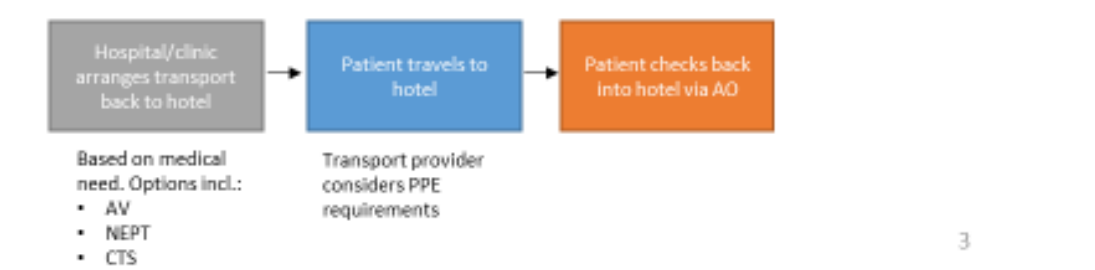 Hospital/clinic
arranges transport
back to hotel
Patient travels to
hotel
Patient checks back
into hotel via AO
Based on medical
need. Options incl.:
• AV
• NEPT
• CTS
Transport provider
considers PPE
requirements
3